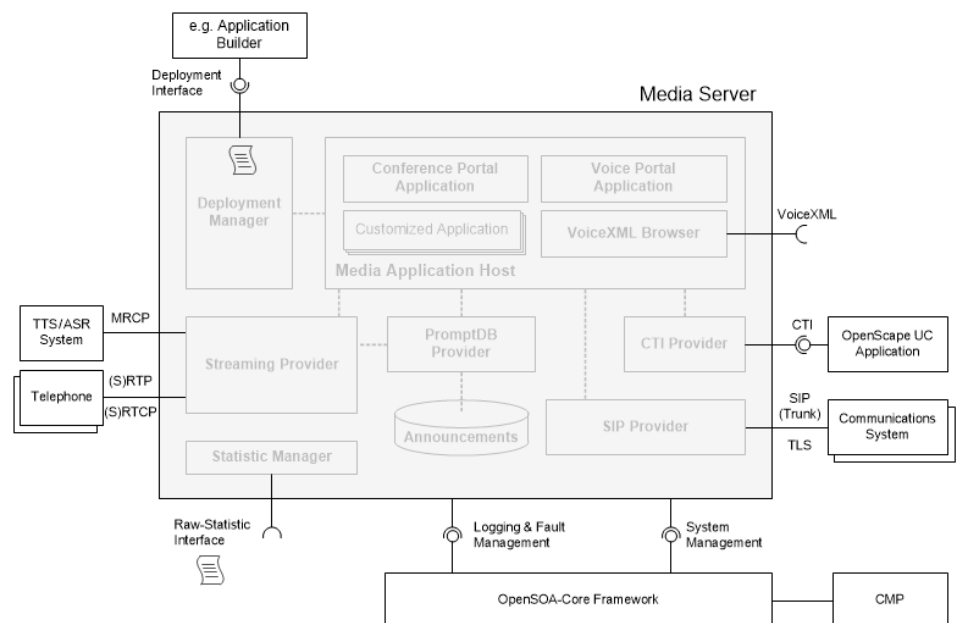 e.g. Application
Builder
Deployment
Interface
Media Server
Deployment
Manager
Conference Portal
Application
Voice Portal
Application
Customized Application
VoiceXML Browser
Media Application Host
VoiceXML
TTS/ASR
System
MRCP
Streaming Provider
PromptDB
Provider
CTI Provider
CTI
OpenScape UC
Application
Telephone
(S)RTP
(S)RTCP
Announcements
SIP Provider
SIP
(Trunk)
TLS
Communications
System
Statistic Manager
Raw-Statistic
Interface
Logging & Fault
Management
System
Management
OpenSOA-Core Framework
CMP